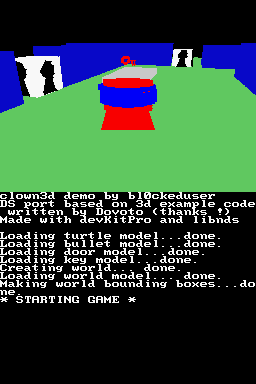 clown3d demo by bl0ckeduser
DS port based on 3d example code
 written by Dovoto (thanks !)
Made with devKitPro and libnds

Loading turtle model...done.
Loading bullet model...done.
Loading door model...done.
Loading key model...done.
Creating world... done.
Loading world model... done.
Making world bounding boxes...do
ne.
* STARTING GAME *